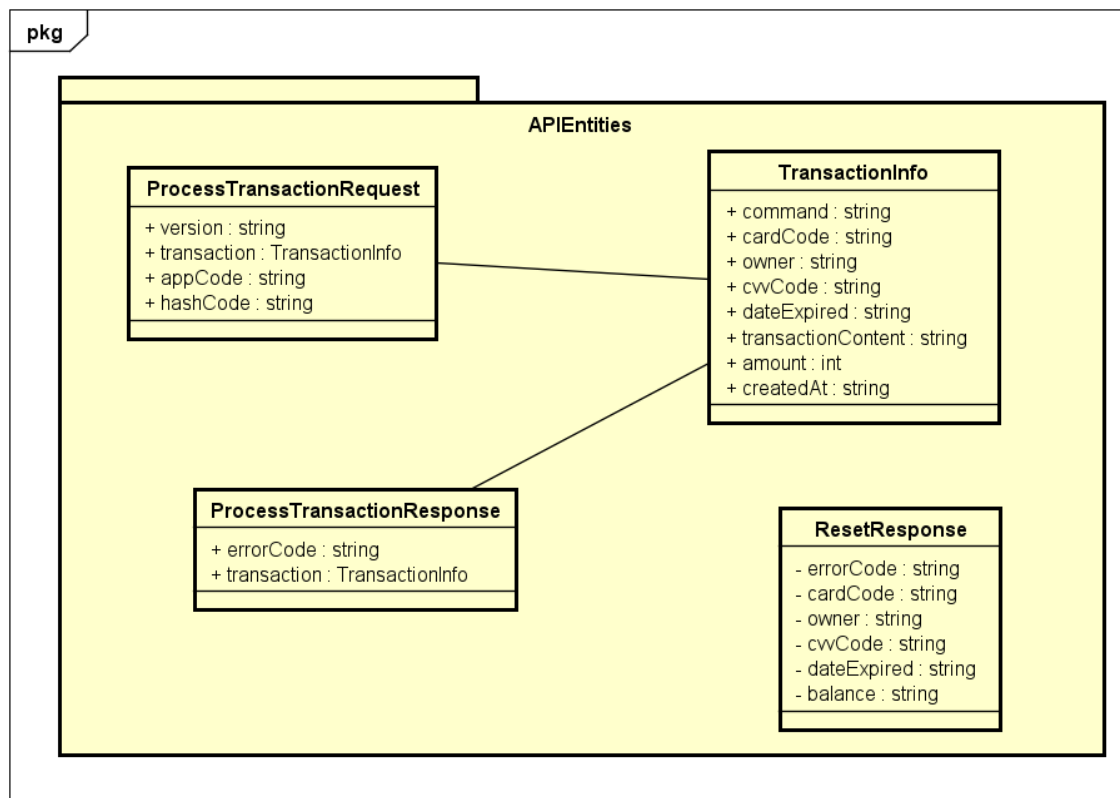 pkg
APIEntities
ProcessTransactionRequest
+ version : string
+ transaction : TransactionInfo
+ appCode : string
+ hashCode : string
TransactionInfo
+ command : string
+ cardCode : string
+ owner : string
+ cvvCode : string
+ dateExpired : string
+ transactionContent : string
+ amount : int
+ createdAt : string
ProcessTransactionResponse
+ errorCode : string
+ transaction : TransactionInfo
ResetResponse
- errorCode : string
- cardCode : string
- owner : string
- cvvCode : string
- dateExpired : string
- balance : string